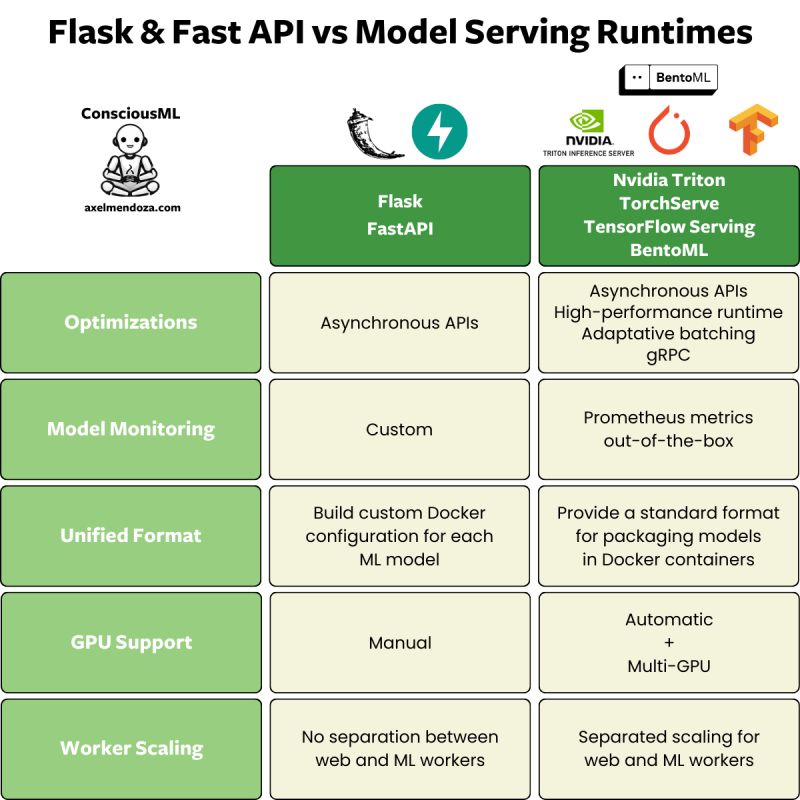 Flask & Fast API vs Model Serving Runtimes
BentoML
ConsciousML
axelmendoza.com
NVIDIA.
TRITON INFERENCE SERVER
Flask
FastAPI
Nvidia Triton
TorchServe
TensorFlow Serving
BentoML
Optimizations
Asynchronous APIs
Asynchronous APIs
High-performance runtime
Adaptative batching
gRPC
Model Monitoring
Custom
Prometheus metrics
out-of-the-box
Unified Format
Build custom Docker
configuration for each
ML model
Provide a standard format
for packaging models
in Docker containers
GPU Support
Manual
Automatic
+
Multi-GPU
Worker Scaling
No separation between
web and ML workers
Separated scaling for
web and ML workers